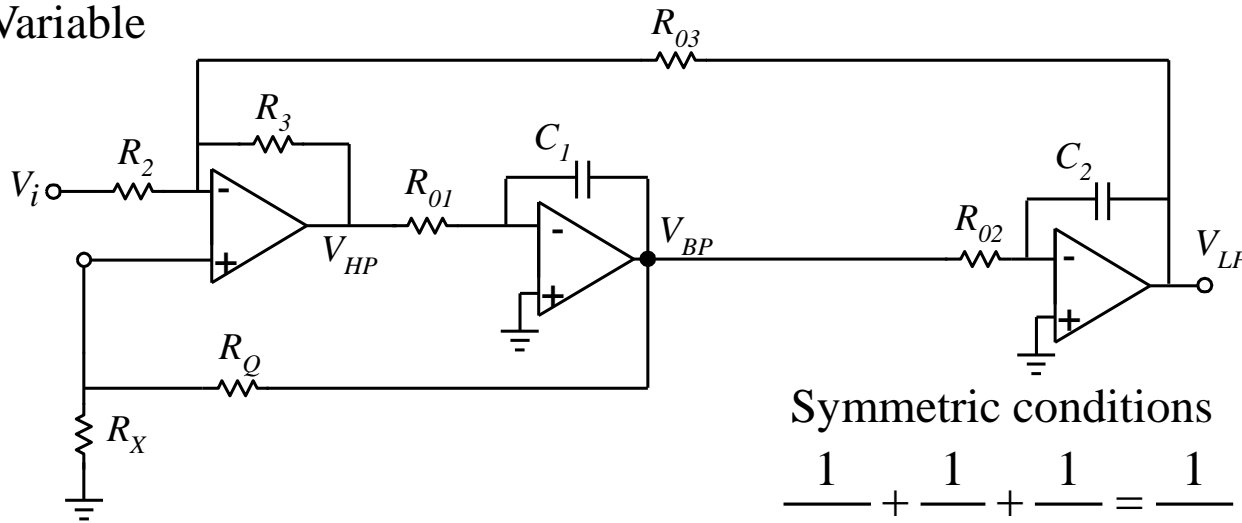 Variable
R03
R3
R2
C1
C2
Vi
R01
R02
-
-
-
VHP
VBP
VLP
+
+
+
RQ
RX
Symmetric conditions
1 1 1 1
+ + =